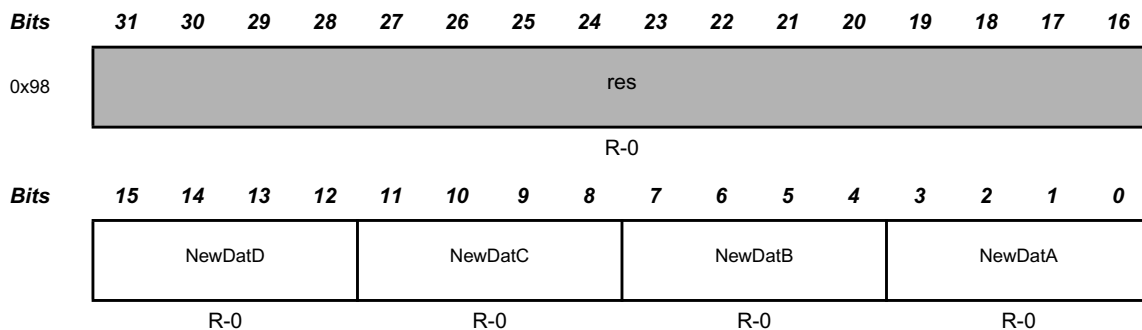 Bits 31 30 29 28 27 26 25 24 23 22 21 20 19 18 17 16
0x98 res
R-0
Bits 15 14 13 12 11 10 9 8 7 6 5 4 3 2 1 0
NewDatD NewDatC NewDatB NewDatA
R-0 R-0 R-0 R-0